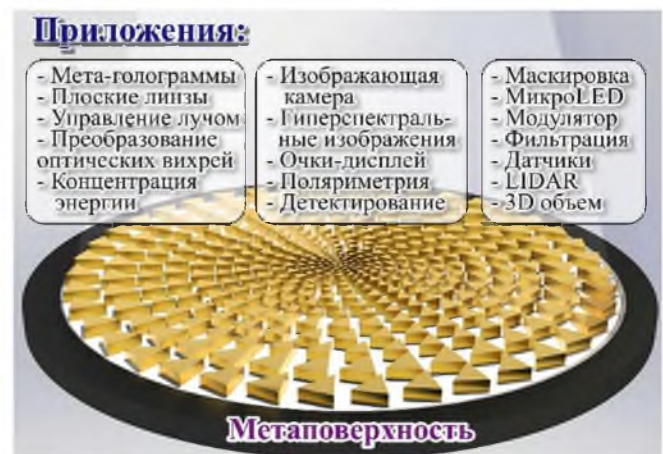 Приложения:
- Мета-голограммы
- Плоские линзы
- Управление лучом
- Преобразование
оптических вихрей
- Концентрация
энергии
- Изображающая
камера
- Гиперспектраль-
ные изображения
- Очки-дисплей
- Поляриметрия
- Детектирование
- Маскировка
- МикроLED
- Модулятор
- Фильтрация
- Датчики
- LIDAR
- 3D объем
Метаповерхность